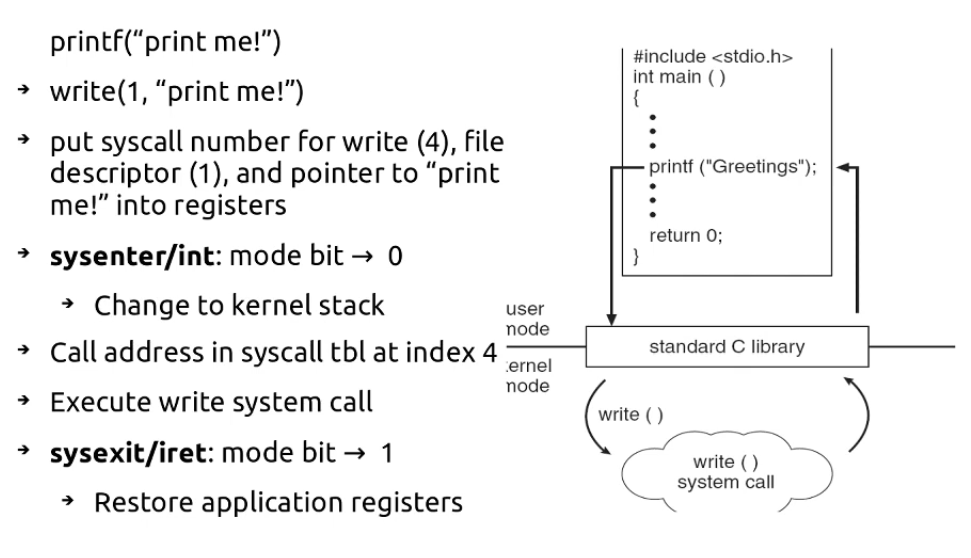 printf(“print me!”)
➔ write(1, “print me!”)
➔ put syscall number for write (4), file
descriptor (1), and pointer to “print
me!” into registers
➔ sysenter/int: mode bit → 0
➔ Change to kernel stack
➔ Call address in syscall tbl at index 4
➔ Execute write system call
➔ sysexit/iret: mode bit → 1
➔ Restore application registers
#include <stdio.h>
int main ( )
{
printf ("Greetings");
return 0;
}
user
mode
standard C library
ernel
mode
write ( )
write ( )
system call